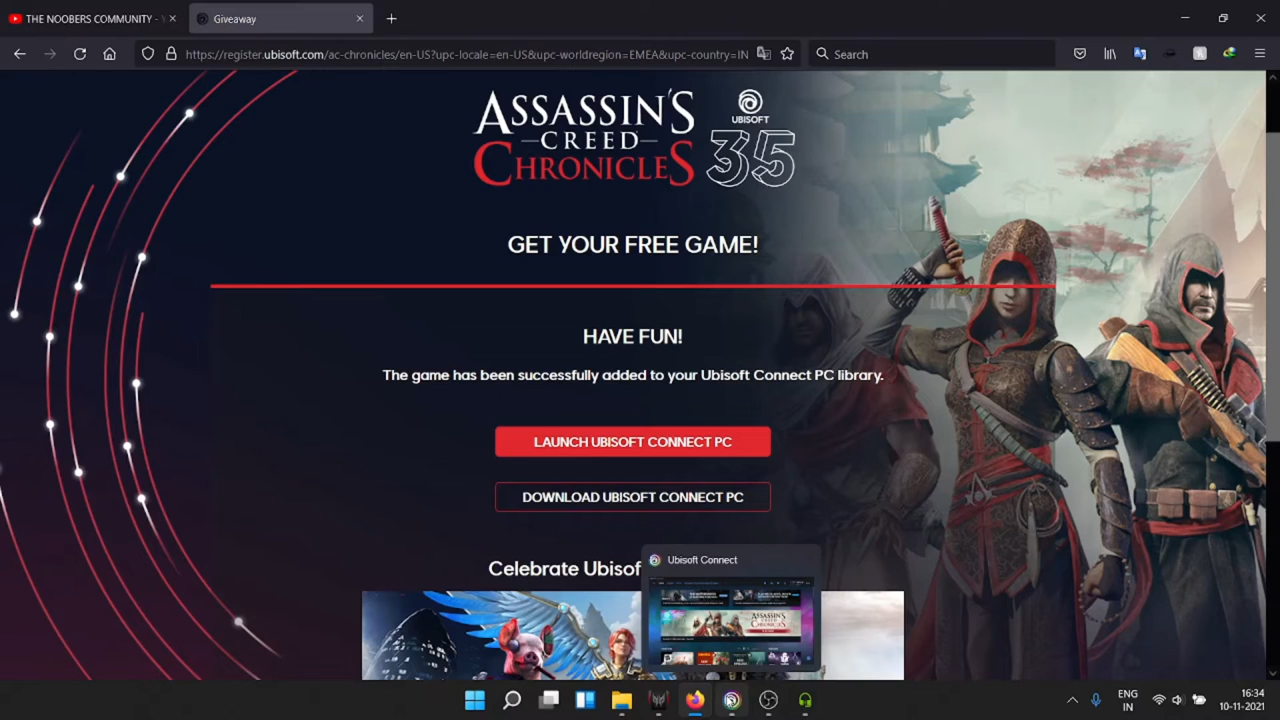 THE NOOBERS COMMUNITY -
Giveaway
https://register.ubisoft.com/ac-chronicles/en-US?upc-locale=en-US&upc-worldregion=EMEA&upc-country=IN
Search
ASSASSIN'S
CREED
CHRONICLES
UBISOFT
35
GET YOUR FREE GAME!
HAVE FUN!
The game has been successfully added to your Ubisoft Connect PC library.
LAUNCH UBISOFT CONNECT PC
DOWNLOAD UBISOFT CONNECT PC
Ubisoft Connect
Celebrate Ubisof
ASSASSIN'S
CREED
CHRONICLES
ENG
IN
16:34
10-11-2021